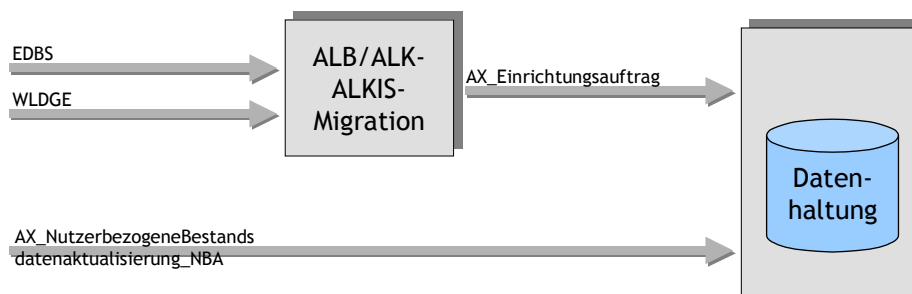 EDBS
WLDGE
ALB/ALK-
ALKIS-
Migration
AX_Einrichtungsauftrag
Daten-
haltung
AX_NutzerbezogeneBestands
datenaktualisierung_NBA